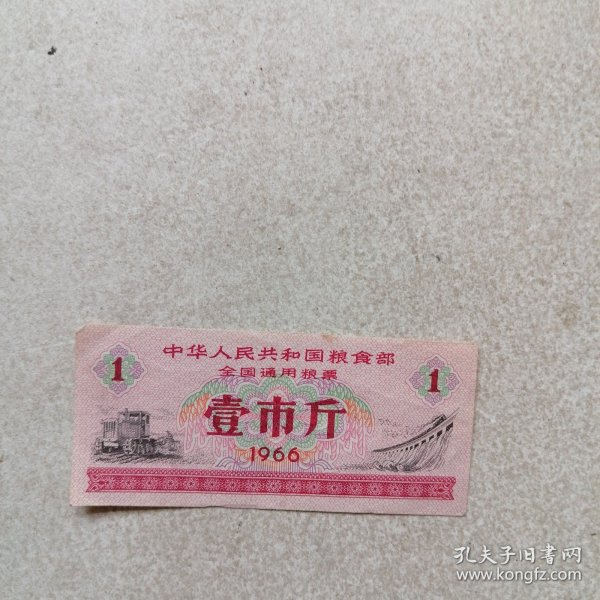 中华人民共和国粮食部
全国通用粮票
1
1
壹市斤
1966
孔夫子旧书网
www.kongfz.com